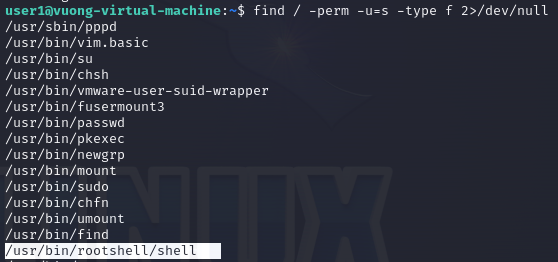 user1@vuong-virtual-machine:~$ find / -perm -u=s -type f 2>/dev/null
/usr/sbin/pppd
/usr/bin/vim.basic
/usr/bin/su
/usr/bin/chsh
/usr/bin/vmware-user-suid-wrapper
/usr/bin/fusermount3
/usr/bin/passwd
/usr/bin/pkexec
/usr/bin/newgrp
/usr/bin/mount
/usr/bin/sudo
/usr/bin/chfn
/usr/bin/umount
/usr/bin/find
/usr/bin/rootshell/shell